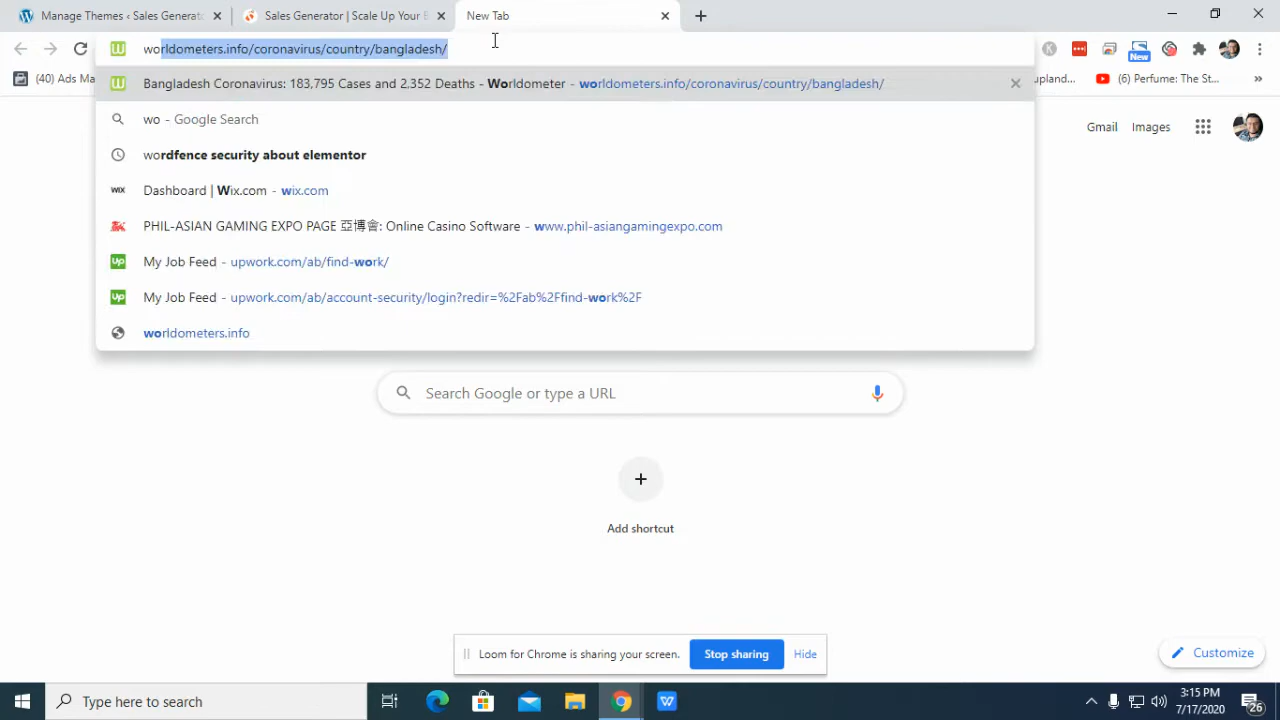 Manage Themes ‹ Sales Generat
Sales Generator | Scale Up Your B
New Tab
worldometers.info/coronavirus/country/bangladesh/
New
(40) Ads Ma
upland...
(6) Perfume: The St...
»
Bangladesh Coronavirus: 183,795 Cases and 2,352 Deaths - Worldometer - worldometers.info/coronavirus/country/bangladesh/
wo - Google Search
wordfence security about elementor
WIX Dashboard | Wix.com - wix.com
PHIL-ASIAN GAMING EXPO PAGE 亞博會: Online Casino Software - www.phil-asiangamingexpo.com
up My Job Feed - upwork.com/ab/find-work/
up My Job Feed - upwork.com/ab/account-security/login?redir=%2Fab%2Ffind-work%2F
worldometers.info
Gmail Images
Search Google or type a URL
Add shortcut
Loom for Chrome is sharing your screen. Stop sharing Hide
Customize
Type here to search
3:15 PM
7/17/2020
26